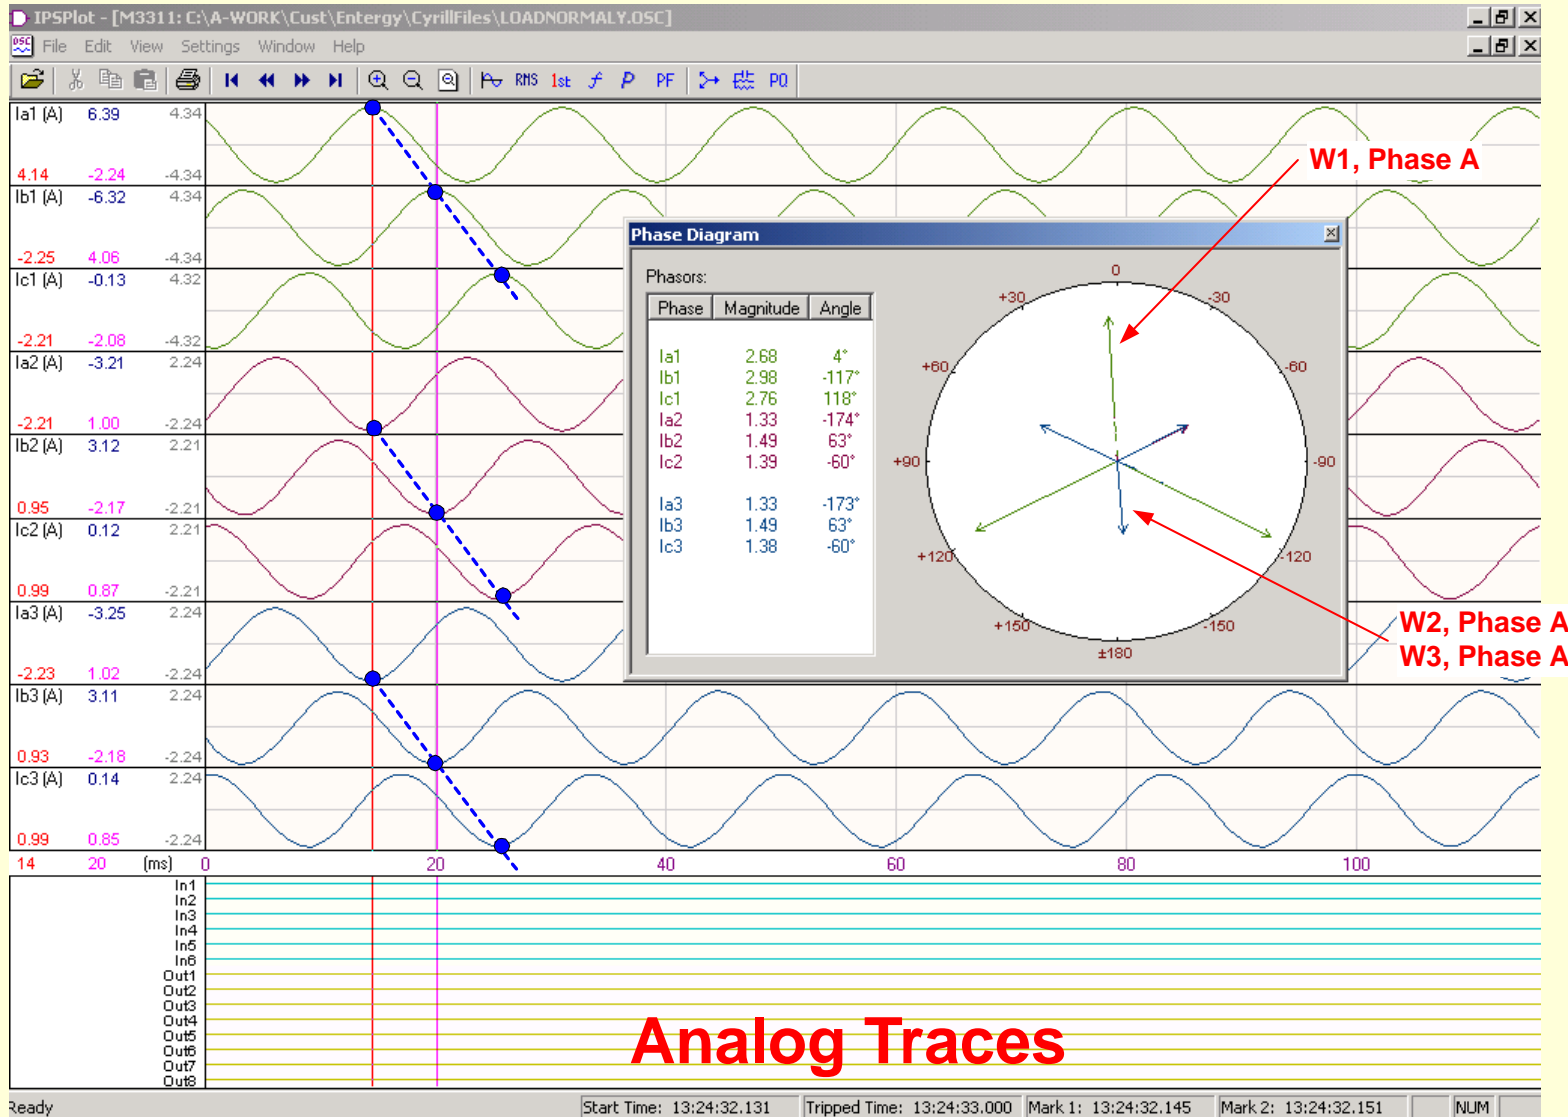 IPSPlot - [M3311: C:\A-WORK\Cust\Entergy\CyrillFiles\LOADNORMALY.OSC]
OSC File Edit View Settings Window Help
RMS 1st f P PF PQ
Ia1 (A) 6.39 4.34
4.14 -2.24 -4.34
Ib1 (A) -6.32 4.34
-2.25 4.06 -4.34
Ic1 (A) -0.13 4.32
-2.21 -2.08 -4.32
Ia2 (A) -3.21 2.24
-2.21 1.00 -2.24
Ib2 (A) 3.12 2.21
0.95 -2.17 -2.21
Ic2 (A) 0.12 2.21
0.99 0.87 -2.21
Ia3 (A) -3.25 2.24
-2.23 1.02 -2.24
Ib3 (A) 3.11 2.24
0.93 -2.18 -2.24
Ic3 (A) 0.14 2.24
0.99 0.85 -2.24
14 20 (ms) 0 20 40 60 80 100
W1, Phase A
Phase Diagram
Phasors:
Phase Magnitude Angle
Ia1 2.68 4°
Ib1 2.98 -117°
Ic1 2.76 118°
Ia2 1.33 -174°
Ib2 1.49 63°
Ic2 1.39 -60°
Ia3 1.33 -173°
Ib3 1.49 63°
Ic3 1.38 -60°
0
+30 -30
+60 -60
+90 -90
+120 -120
+150 -150
±180
W2, Phase A
W3, Phase A
In1
In2
In3
In4
In5
In6
Out1
Out2
Out3
Out4
Out5
Out6
Out7
Out8
Analog Traces
Ready Start Time: 13:24:32.131 Tripped Time: 13:24:33.000 Mark 1: 13:24:32.145 Mark 2: 13:24:32.151 NUM